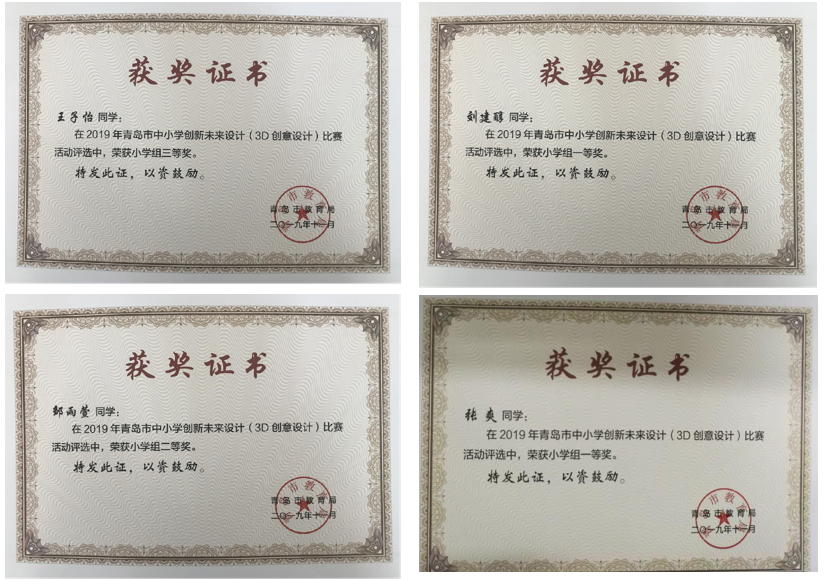 获奖证书
王子怡 同学：
在2019年青岛市中小学创新未来设计（3D创意设计）比赛
活动评选中，荣获小学组三等奖。
特发此证，以资鼓励。
青岛市教育局
二〇一九年十一月
获奖证书
刘建醇 同学：
在2019年青岛市中小学创新未来设计（3D创意设计）比赛
活动评选中，荣获小学组一等奖。
特发此证，以资鼓励。
青岛市教育局
二〇一九年十一月
获奖证书
邹雨萱 同学：
在2019年青岛市中小学创新未来设计（3D创意设计）比赛
活动评选中，荣获小学组二等奖。
特发此证，以资鼓励。
青岛市教育局
二〇一九年十一月
获奖证书
张爽 同学：
在2019年青岛市中小学创新未来设计（3D创意设计）比赛
活动评选中，荣获小学组一等奖。
特发此证，以资鼓励。
青岛市教育局
二〇一九年十一月